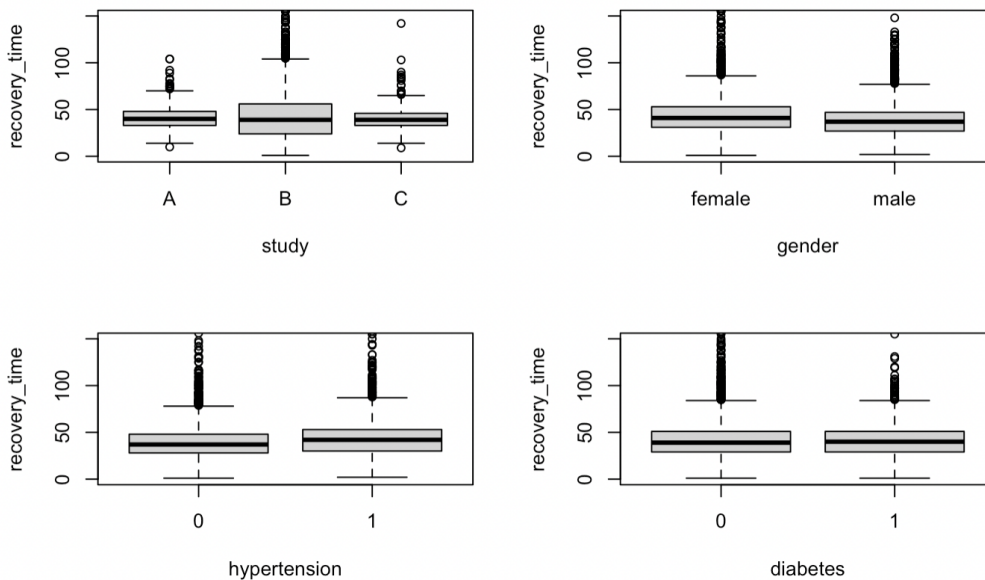 recovery_time
0 50 100
A B C
study
recovery_time
0 50 100
female male
gender
recovery_time
0 50 100
0 1
hypertension
recovery_time
0 50 100
0 1
diabetes